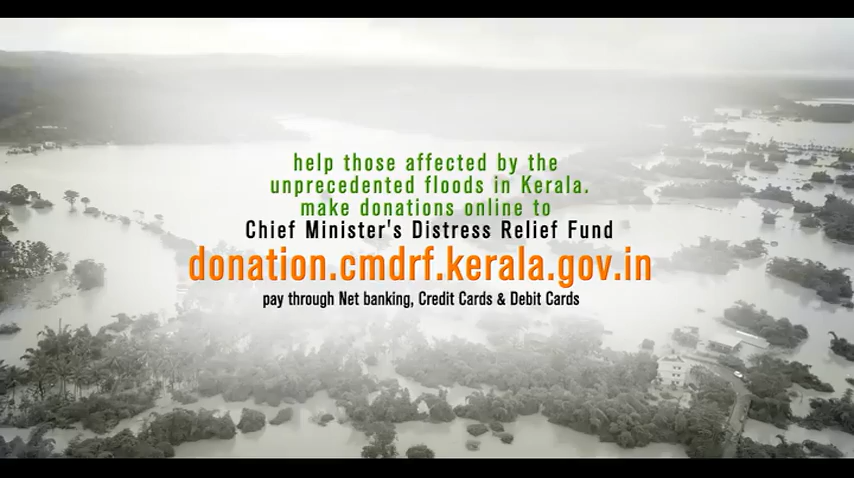 help those affected by the
unprecedented floods in Kerala.
make donations online to
Chief Minister's Distress Relief Fund
donation.cmdrf.kerala.gov.in
pay through Net banking, Credit Cards & Debit Cards